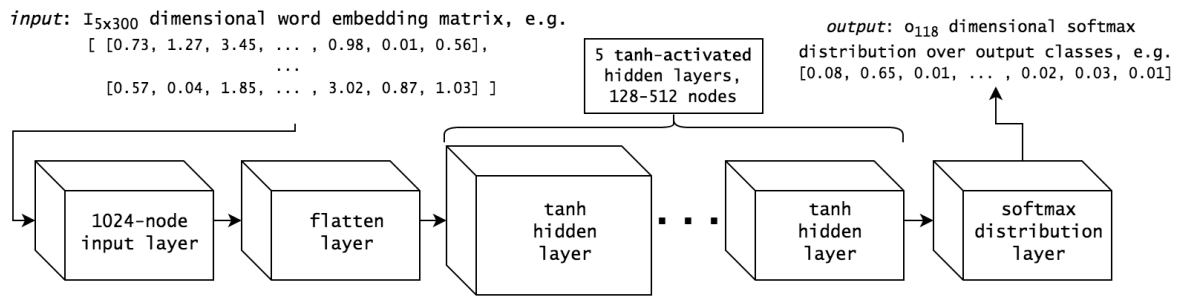 input: I5x300 dimensional word embedding matrix, e.g.
[ [0.73, 1.27, 3.45, ... , 0.98, 0.01, 0.56],
...
[0.57, 0.04, 1.85, ... , 3.02, 0.87, 1.03] ]
5 tanh-activated
hidden layers,
128-512 nodes
output: o118 dimensional softmax
distribution over output classes, e.g.
[0.08, 0.65, 0.01, ... , 0.02, 0.03, 0.01]
1024-node
input layer
flatten
layer
tanh
hidden
layer
...
tanh
hidden
layer
softmax
distribution
layer